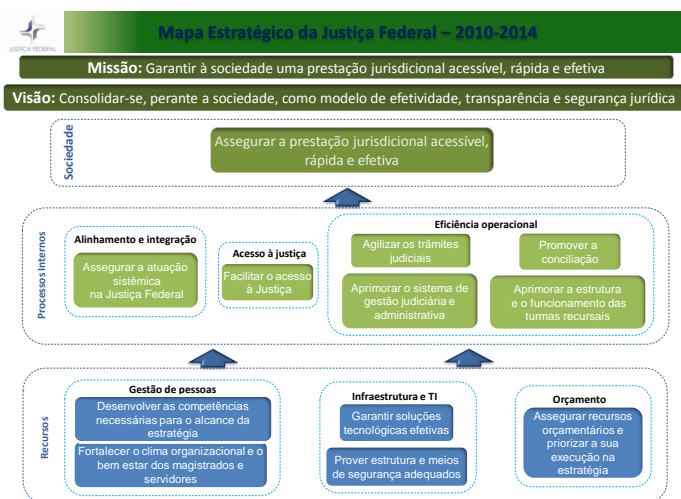 JUSTIÇA FEDERAL
Mapa Estratégico da Justiça Federal – 2010-2014
Missão: Garantir à sociedade uma prestação jurisdicional acessível, rápida e efetiva
Visão: Consolidar-se, perante a sociedade, como modelo de efetividade, transparência e segurança jurídica
Sociedade
Assegurar a prestação jurisdicional acessível,
rápida e efetiva
Processos Internos
Alinhamento e integração
Assegurar a atuação
sistêmica
na Justiça Federal
Acesso à justiça
Facilitar o acesso
à Justiça
Eficiência operacional
Agilizar os trâmites
judiciais
Promover a
conciliação
Aprimorar o sistema de
gestão judiciária e
administrativa
Aprimorar a estrutura
e o funcionamento das
turmas recursais
Recursos
Gestão de pessoas
Desenvolver as competências
necessárias para o alcance da
estratégia
Fortalecer o clima organizacional e o
bem estar dos magistrados e
servidores
Infraestrutura e TI
Garantir soluções
tecnológicas efetivas
Prover estrutura e meios
de segurança adequados
Orçamento
Assegurar recursos
orçamentários e
priorizar a sua
execução na
estratégia